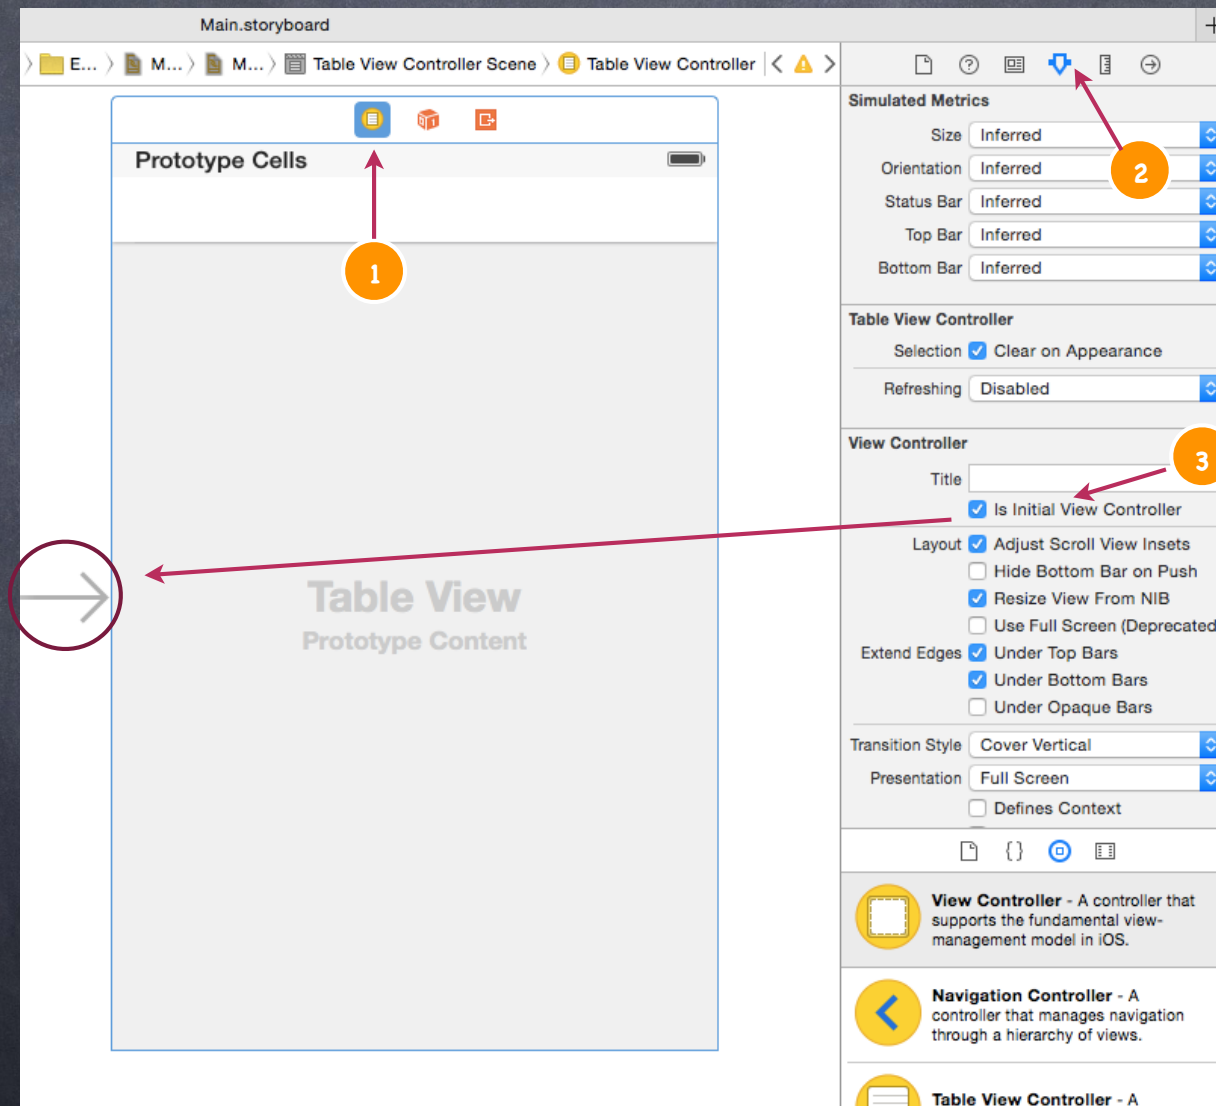 Main.storyboard
E... M... M... Table View Controller Scene Table View Controller
Prototype Cells
1
Table View
Prototype Content
Simulated Metrics
Size Inferred
Orientation Inferred
2
Status Bar Inferred
Top Bar Inferred
Bottom Bar Inferred
Table View Controller
Selection Clear on Appearance
Refreshing Disabled
View Controller
3
Title
Is Initial View Controller
Layout Adjust Scroll View Insets
Hide Bottom Bar on Push
Resize View From NIB
Use Full Screen (Deprecated
Extend Edges Under Top Bars
Under Bottom Bars
Under Opaque Bars
Transition Style Cover Vertical
Presentation Full Screen
Defines Context
{}
View Controller - A controller that
supports the fundamental view-
management model in iOS.
Navigation Controller - A
controller that manages navigation
through a hierarchy of views.
Table View Controller - A